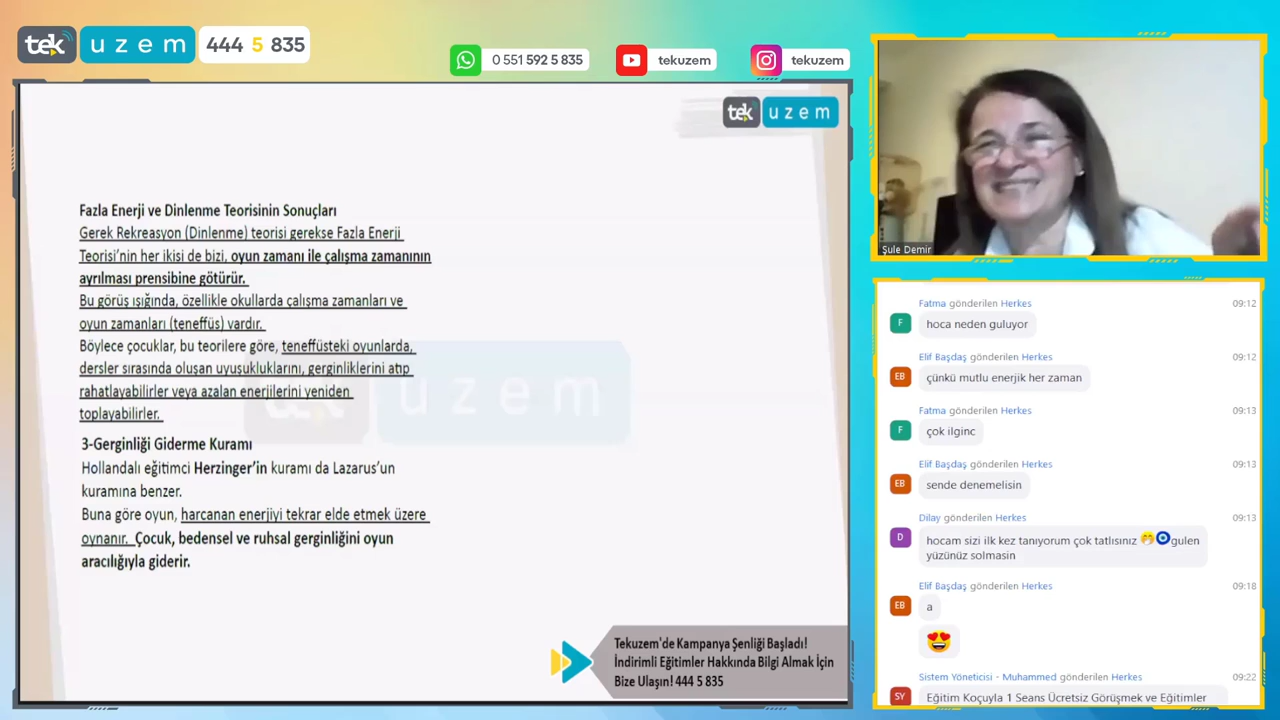 tek uzem 444 5 835
0 551 592 5 835
tekuzem
tekuzem
tek uzem
Fazla Enerji ve Dinlenme Teorisinin Sonuçları
Gerek Rekreasyon (Dinlenme) teorisi gerekse Fazla Enerji
Teorisi'nin her ikisi de bizi, oyun zamanı ile çalışma zamanının
ayrılması prensibine götürür.
Bu görüş ışığında, özellikle okullarda çalışma zamanları ve
oyun zamanları (teneffüs) vardır.
Böylece çocuklar, bu teorilere göre, teneffüsteki oyunlarda,
dersler sırasında oluşan uyuşukluklarını, gerginliklerini atıp
rahatlayabilirler veya azalan enerjilerini yeniden
toplayabilirler.
3-Gerginliği Giderme Kuramı
Hollandalı eğitimci Herzinger'in kuramı da Lazarus'un
kuramına benzer.
Buna göre oyun, harcanan enerjiyi tekrar elde etmek üzere
oynanır. Çocuk, bedensel ve ruhsal gerginliğini oyun
aracılığıyla giderir.
tek uzem
Tekuzem'de Kampanya Şenliği Başladı!
İndirimli Eğitimler Hakkında Bilgi Almak İçin
Bize Ulaşın! 444 5 835
Şule Demir
Fatma gönderilen Herkes 09:12
F hoca neden guluyor
Elif Başdaş gönderilen Herkes 09:12
EB çünkü mutlu enerjik her zaman
Fatma gönderilen Herkes 09:13
F çok ilginc
Elif Başdaş gönderilen Herkes 09:13
EB sende denemelisin
Dilay gönderilen Herkes 09:13
D hocam sizi ilk kez tanıyorum çok tatlısınız 🤭🧿gulen
yüzünüz solmasin
Elif Başdaş gönderilen Herkes 09:18
EB a
😍
Sistem Yöneticisi - Muhammed gönderilen Herkes 09:22
SY Eğitim Koçuyla 1 Seans Ücretsiz Görüşmek ve Eğitimler